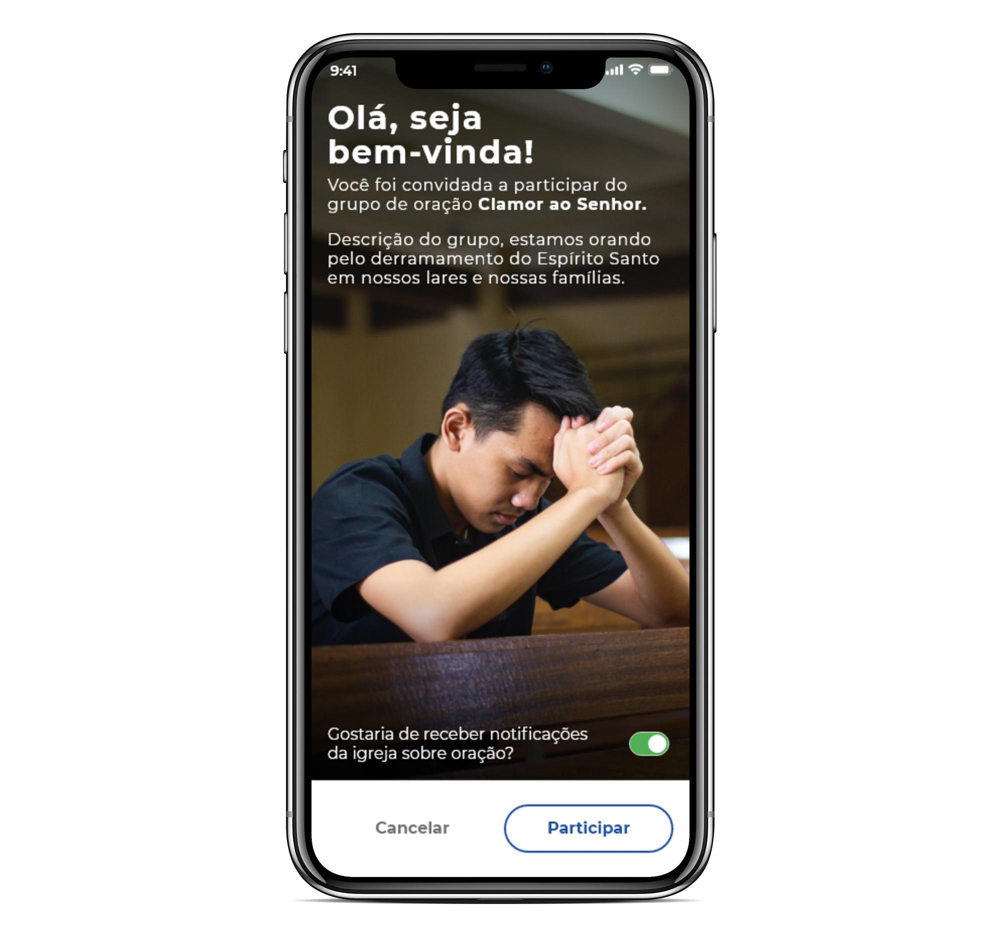 9:41
Olá, seja
bem-vinda!
Você foi convidada a participar do
grupo de oração Clamor ao Senhor.
Descrição do grupo, estamos orando
pelo derramamento do Espírito Santo
em nossos lares e nossas famílias.
Gostaria de receber notificações
da igreja sobre oração?
Cancelar
Participar